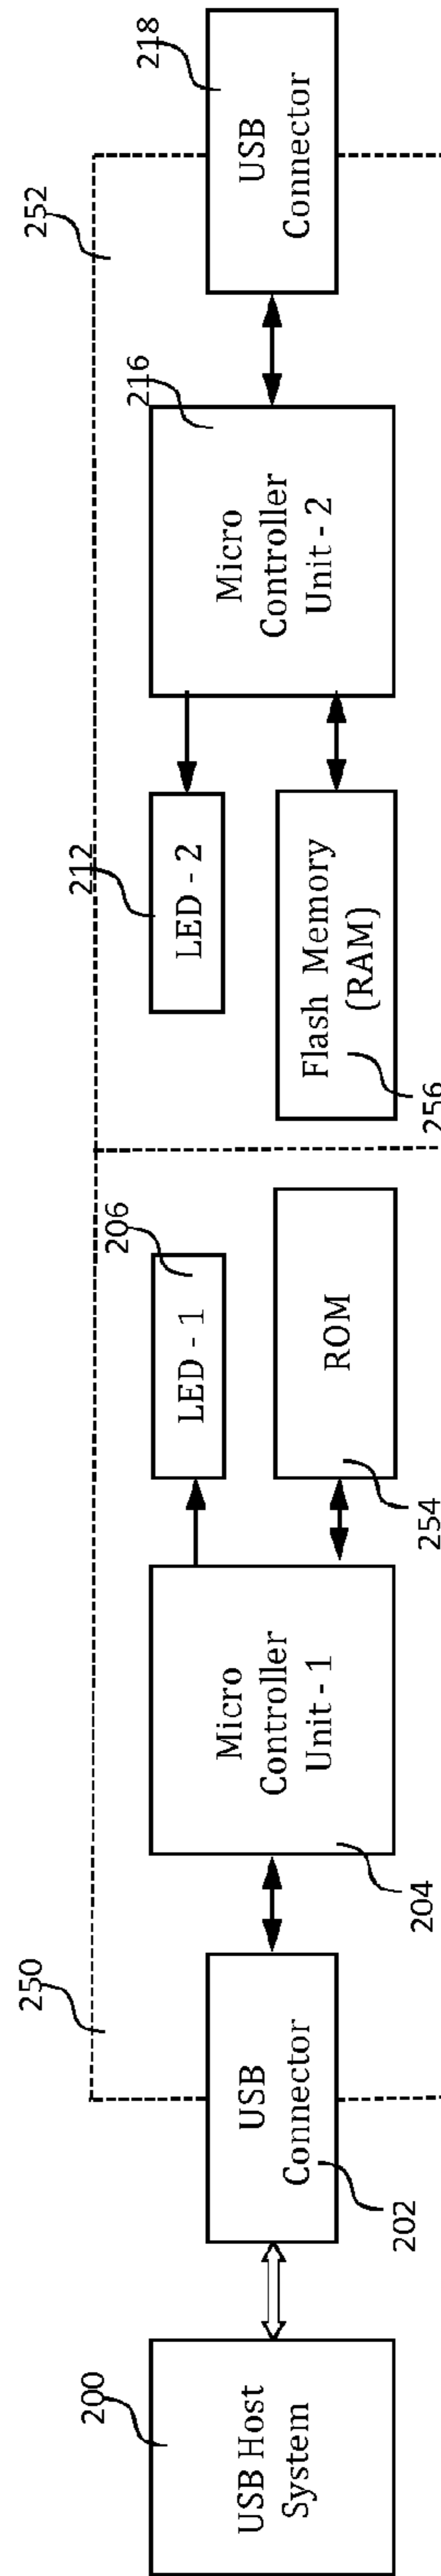 250
252
200
USB Host
System
USB
Connector
202
Micro
Controller
Unit - 1
204
LED - 1
206
ROM
254
212
LED - 2
Flash Memory
(RAM)
256
216
Micro
Controller
Unit - 2
218
USB
Connector